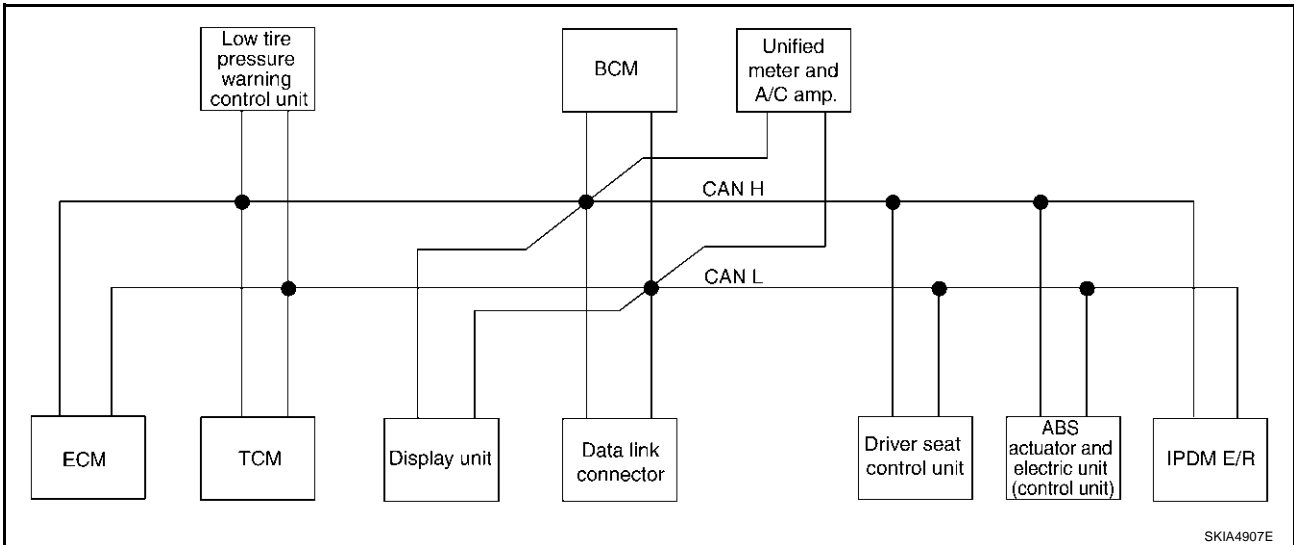 Low tire
pressure
warning
control unit
BCM
Unified
meter and
A/C amp.
CAN H
CAN L
ECM
TCM
Display unit
Data link
connector
Driver seat
control unit
ABS
actuator and
electric unit
(control unit)
IPDM E/R
SKIA4907E